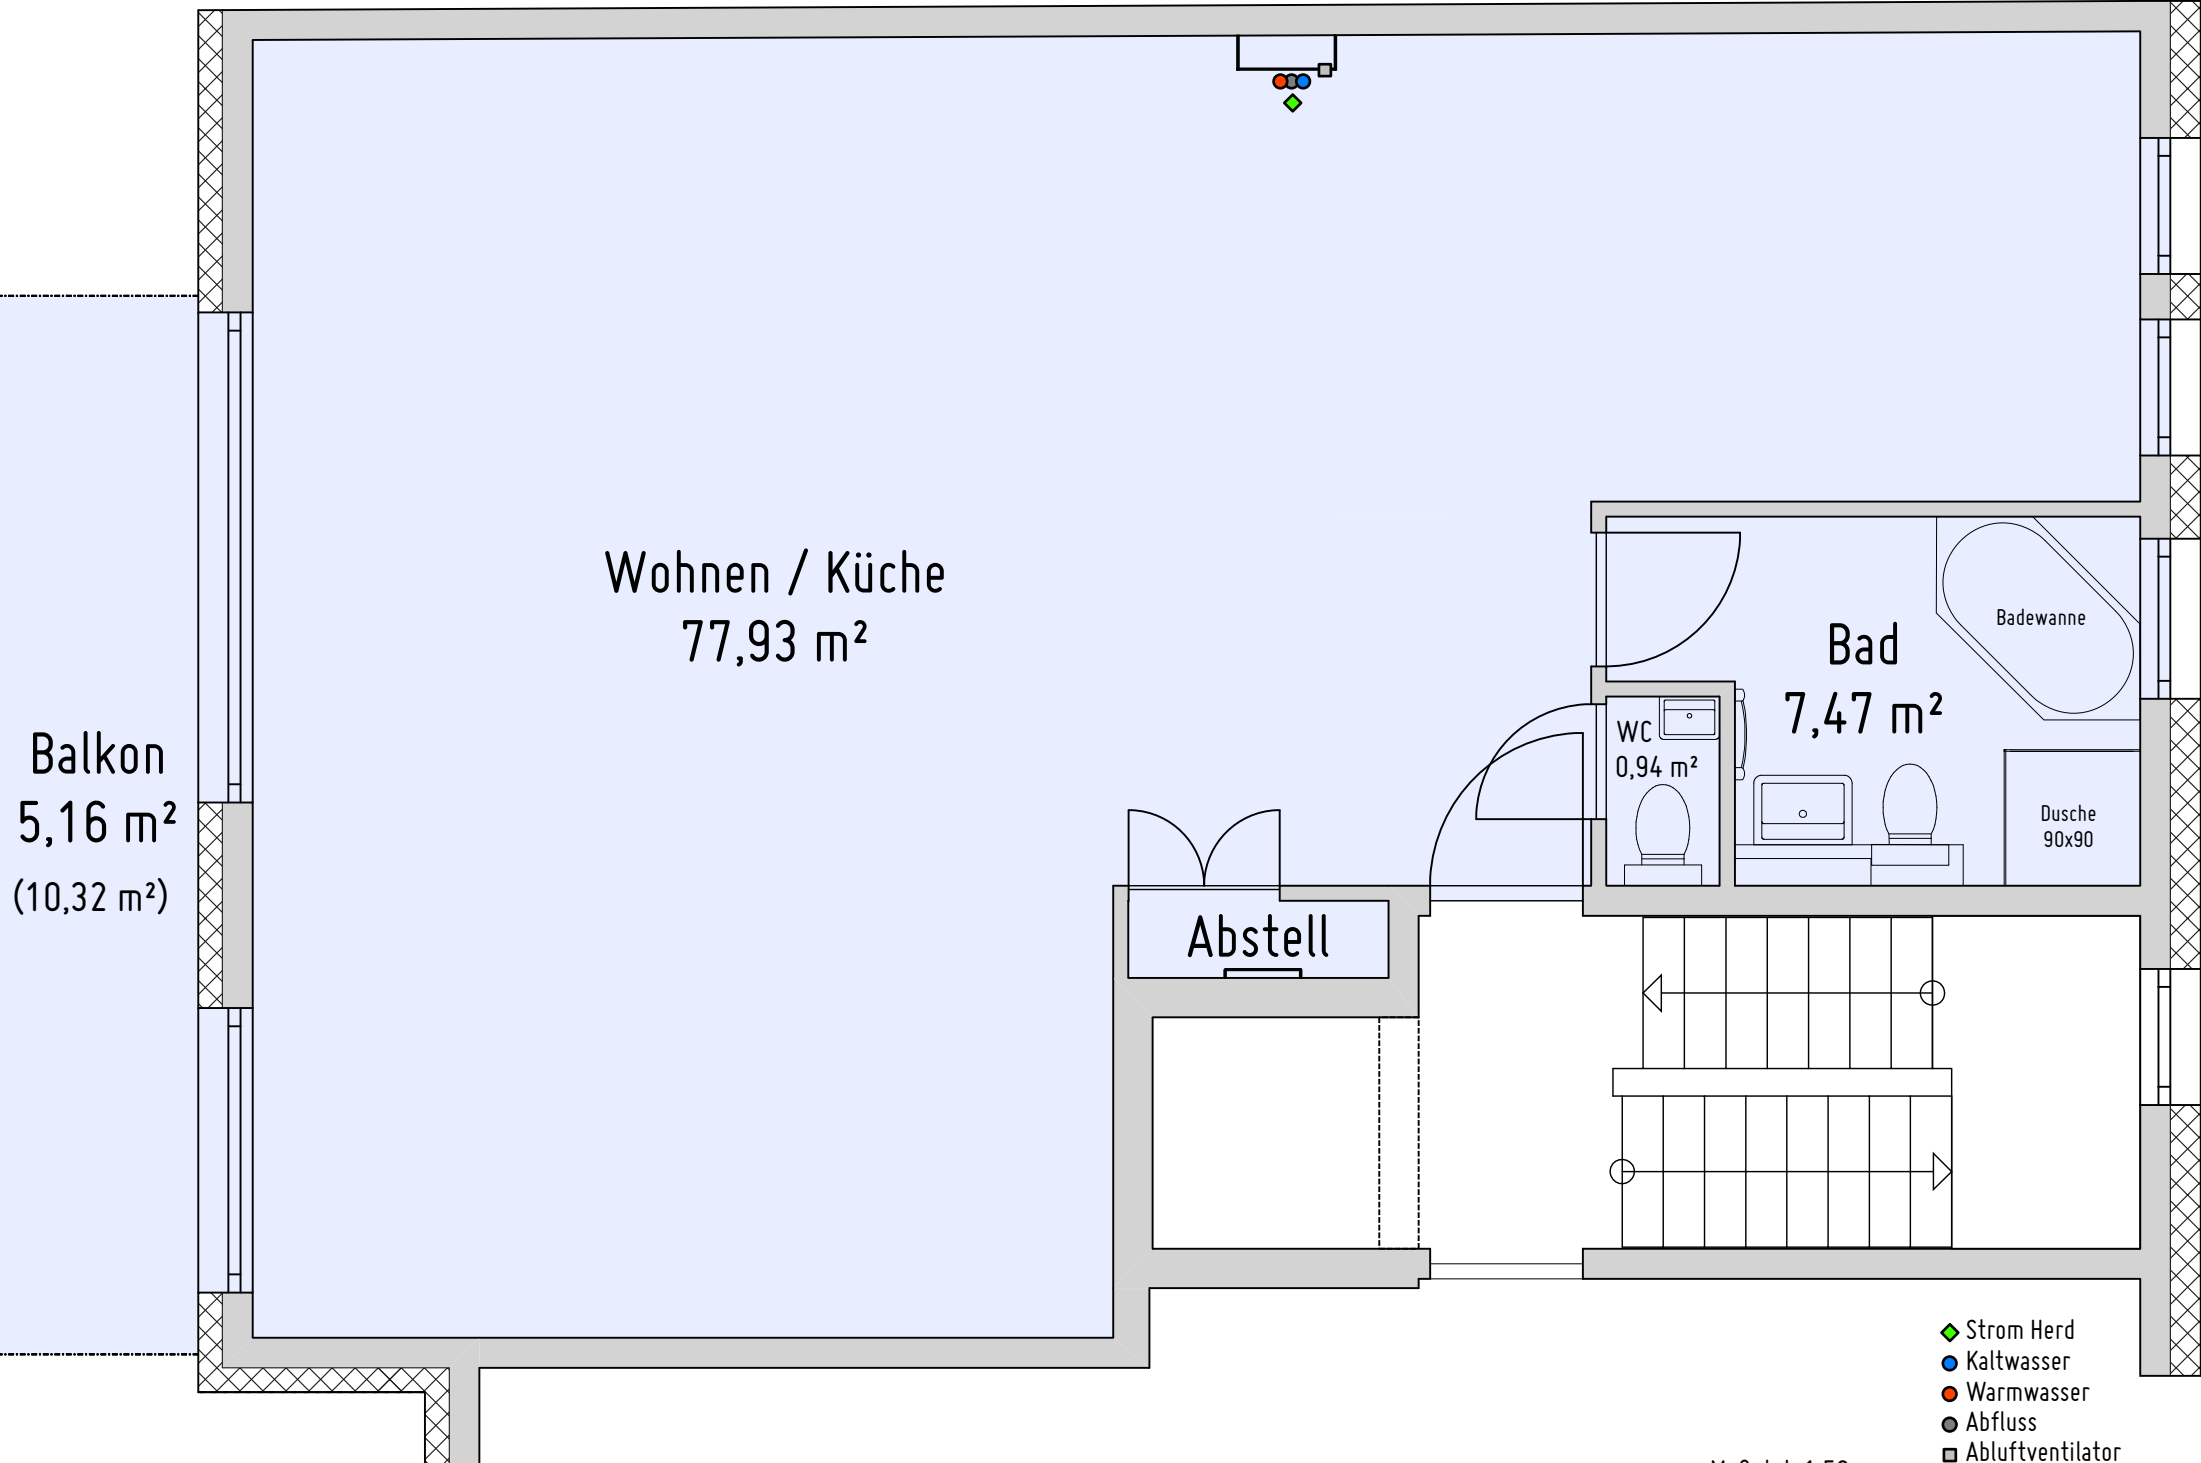 Wohnen / Küche
77,93 m²
Balkon
5,16 m²
(10,32 m²)
Bad
7,47 m²
Badewanne
WC
0,94 m²
Dusche
90x90
Abstell
Strom Herd
Kaltwasser
Warmwasser
Abfluss
Abluftventilator